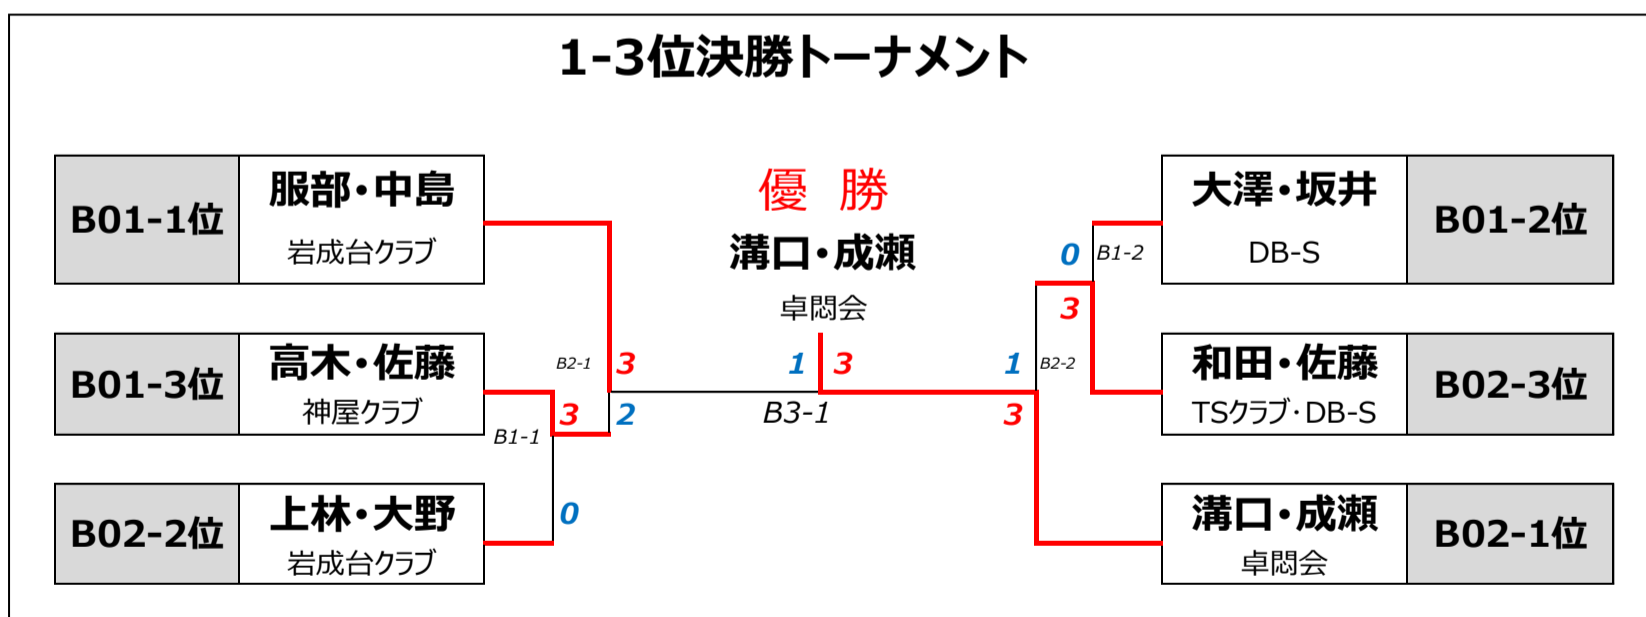 1-3位決勝トーナメント
B01-1位
服部・中島
岩成台クラブ
B01-3位
高木・佐藤
神屋クラブ
B02-2位
上林・大野
岩成台クラブ
B1-1
3
0
B2-1
3
2
優 勝
溝口・成瀬
卓悶会
1
3
B3-1
0
B1-2
3
1
B2-2
3
大澤・坂井
DB-S
B01-2位
和田・佐藤
TSクラブ・DB-S
B02-3位
溝口・成瀬
卓悶会
B02-1位